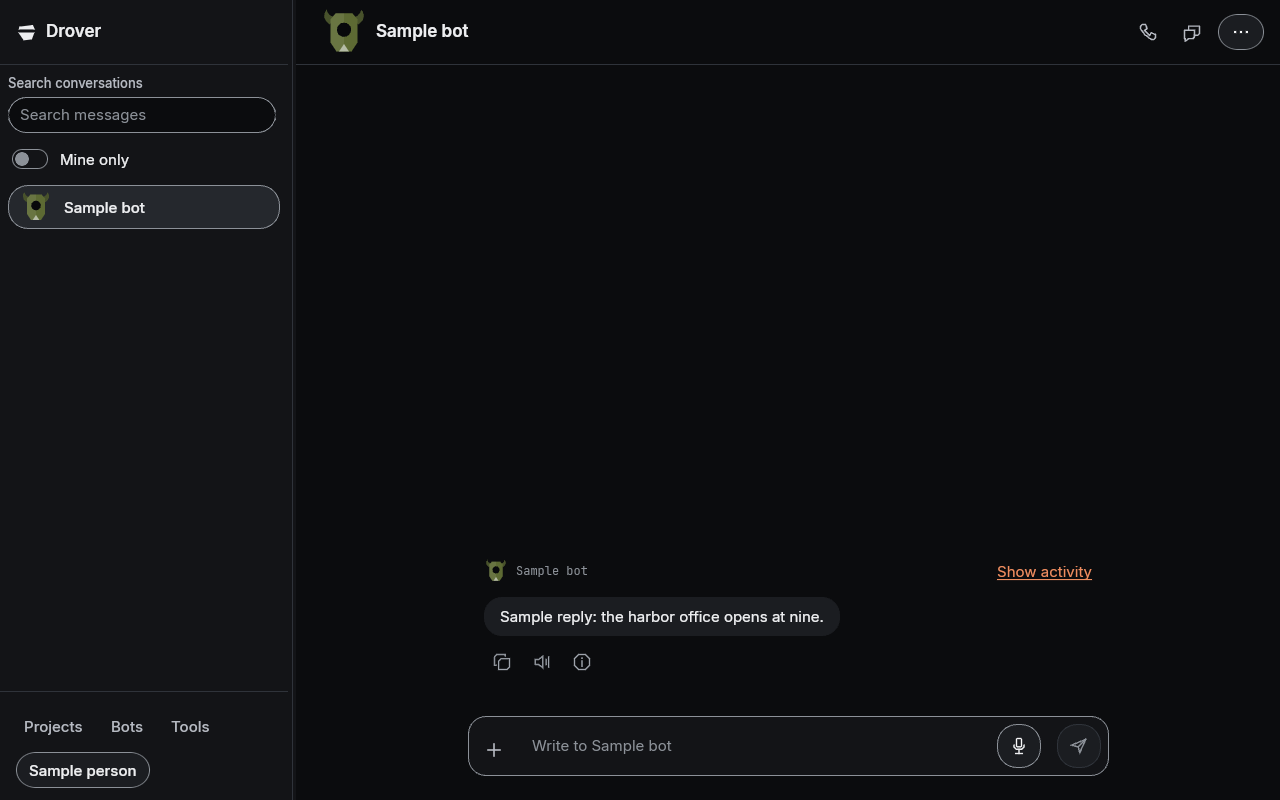 Drover
Sample bot
Search conversations
Search messages
Mine only
Sample bot
Sample bot
Show activity
Sample reply: the harbor office opens at nine.
Write to Sample bot
Projects
Bots
Tools
Sample person